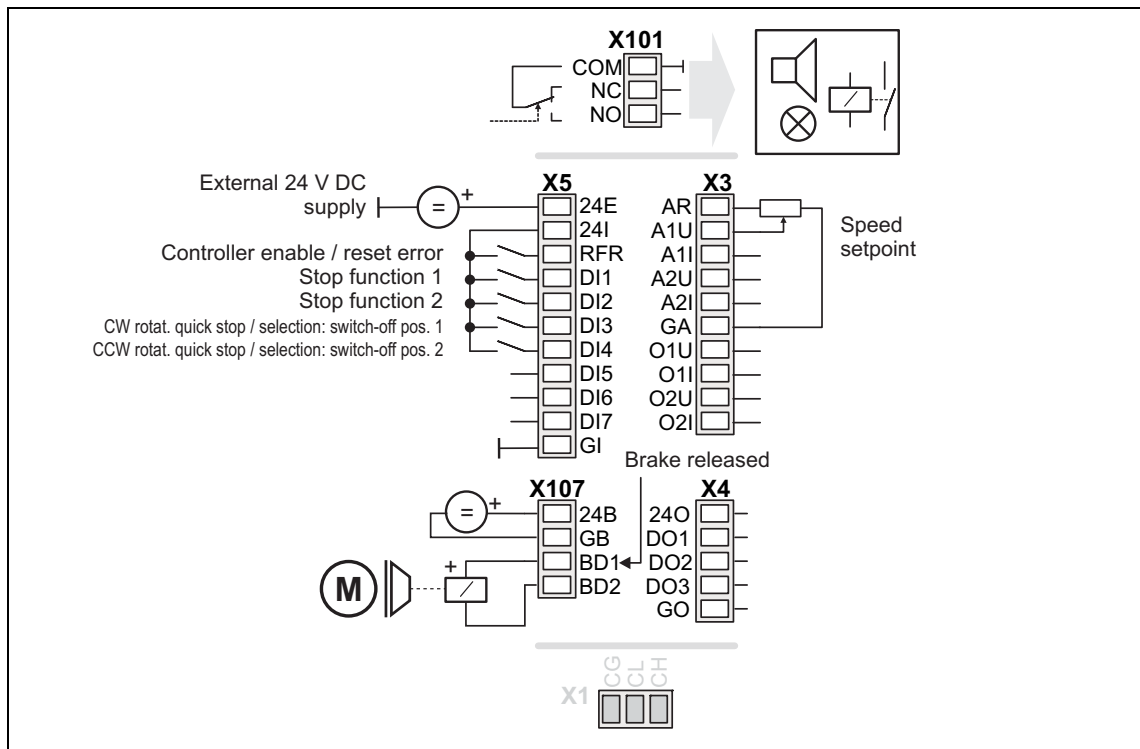 X101
COM
NC
NO
External 24 V DC
supply
=
+
X5
24E
24I
RFR
DI1
DI2
DI3
DI4
DI5
DI6
DI7
GI
Controller enable / reset error
Stop function 1
Stop function 2
CW rotat. quick stop / selection: switch-off pos. 1
CCW rotat. quick stop / selection: switch-off pos. 2
X3
AR
A1U
A1I
A2U
A2I
GA
O1U
O1I
O2U
O2I
Speed
setpoint
Brake released
X107
=
+
24B
GB
BD1
BD2
+
M
X4
24O
DO1
DO2
DO3
GO
X1
CG
CL
CH